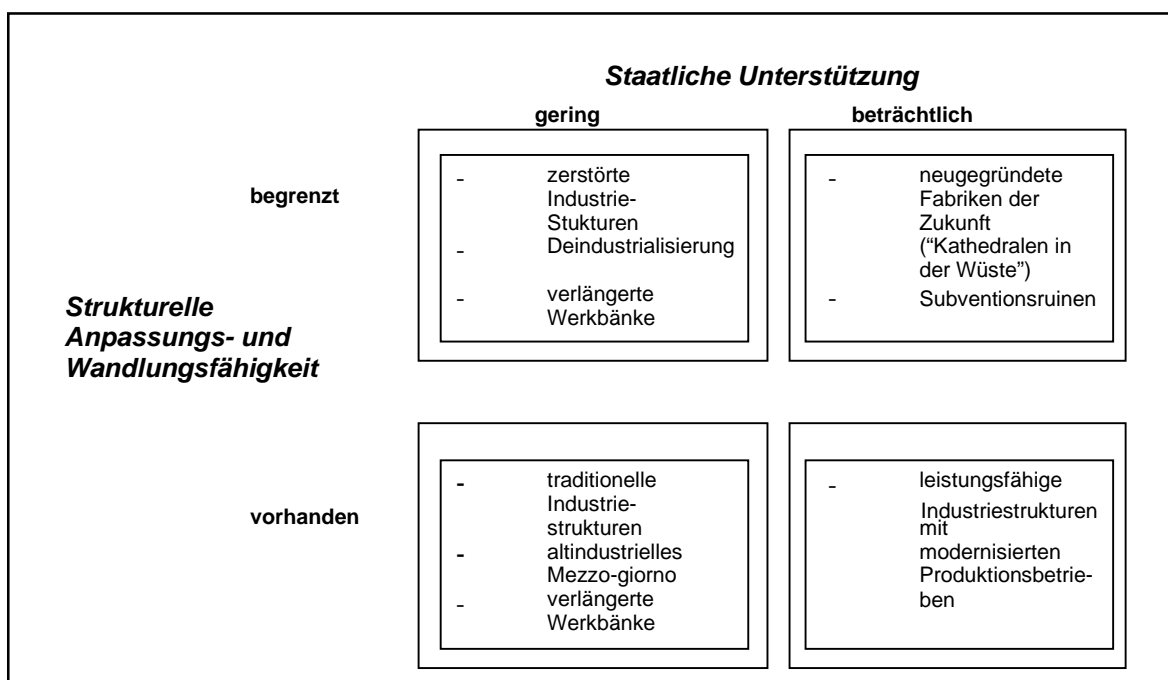 Staatliche Unterstützung
gering
beträchtlich
begrenzt
- zerstörte
Industrie-
Stukturen
- Deindustrialisierung
- verlängerte
Werkbänke
- neugegründete
Fabriken der
Zukunft
(“Kathedralen in
der Wüste”)
- Subventionsruinen
Strukturelle
Anpassungs- und
Wandlungsfähigkeit
vorhanden
- traditionelle
Industrie-
strukturen
- altindustrielles
Mezzo-giorno
- verlängerte
Werkbänke
- leistungsfähige
Industriestrukturen
mit
modernisierten
Produktionsbetrie-
ben